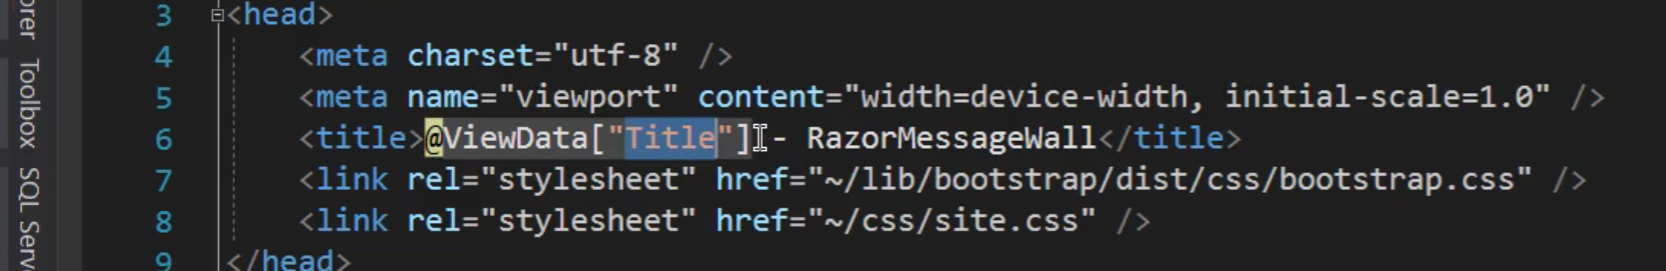 orer
Toolbox
SQL Serv
3 <head>
4 <meta charset="utf-8" />
5 <meta name="viewport" content="width=device-width, initial-scale=1.0" />
6 <title>@ViewData["Title"] - RazorMessageWall</title>
7 <link rel="stylesheet" href="~/lib/bootstrap/dist/css/bootstrap.css" />
8 <link rel="stylesheet" href="~/css/site.css" />
9 </head>